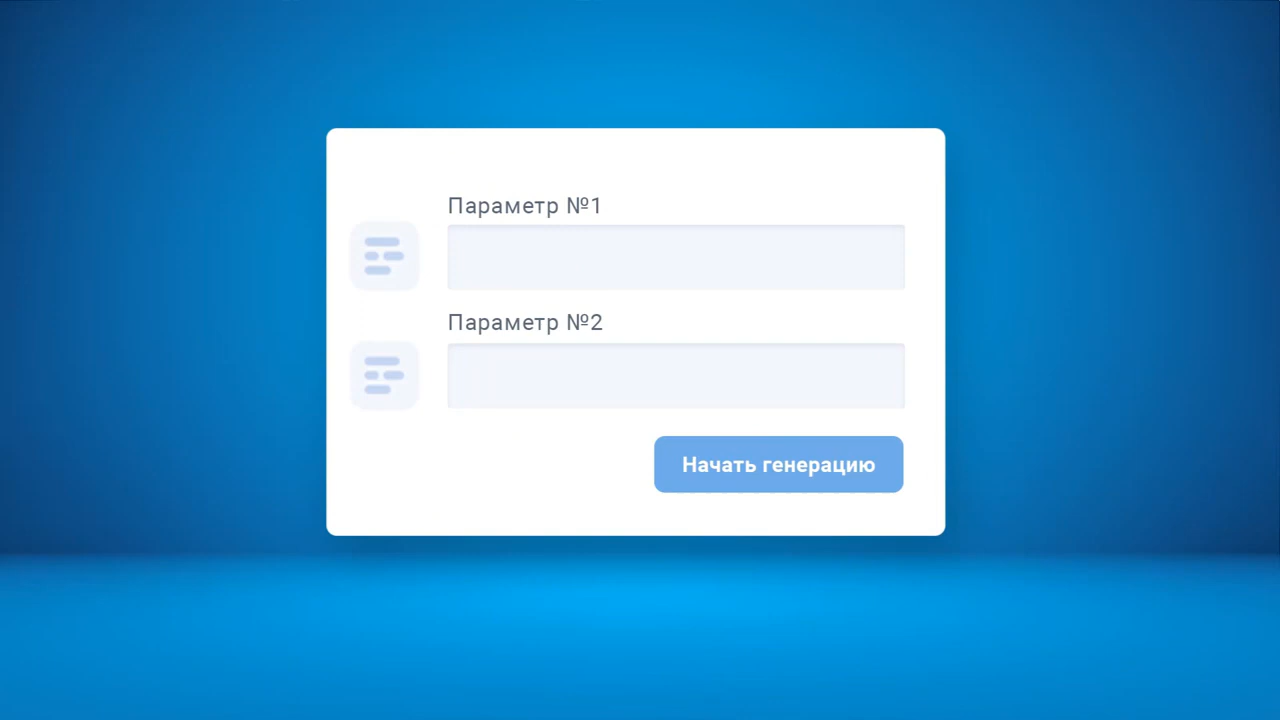 Параметр №1
Параметр №2
Начать генерацию